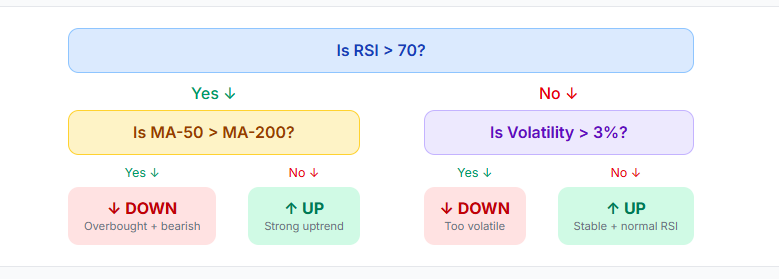 Is RSI > 70?
Yes ↓
No ↓
Is MA-50 > MA-200?
Is Volatility > 3%?
Yes ↓
No ↓
Yes ↓
No ↓
↓ DOWN
Overbought + bearish
↑ UP
Strong uptrend
↓ DOWN
Too volatile
↑ UP
Stable + normal RSI